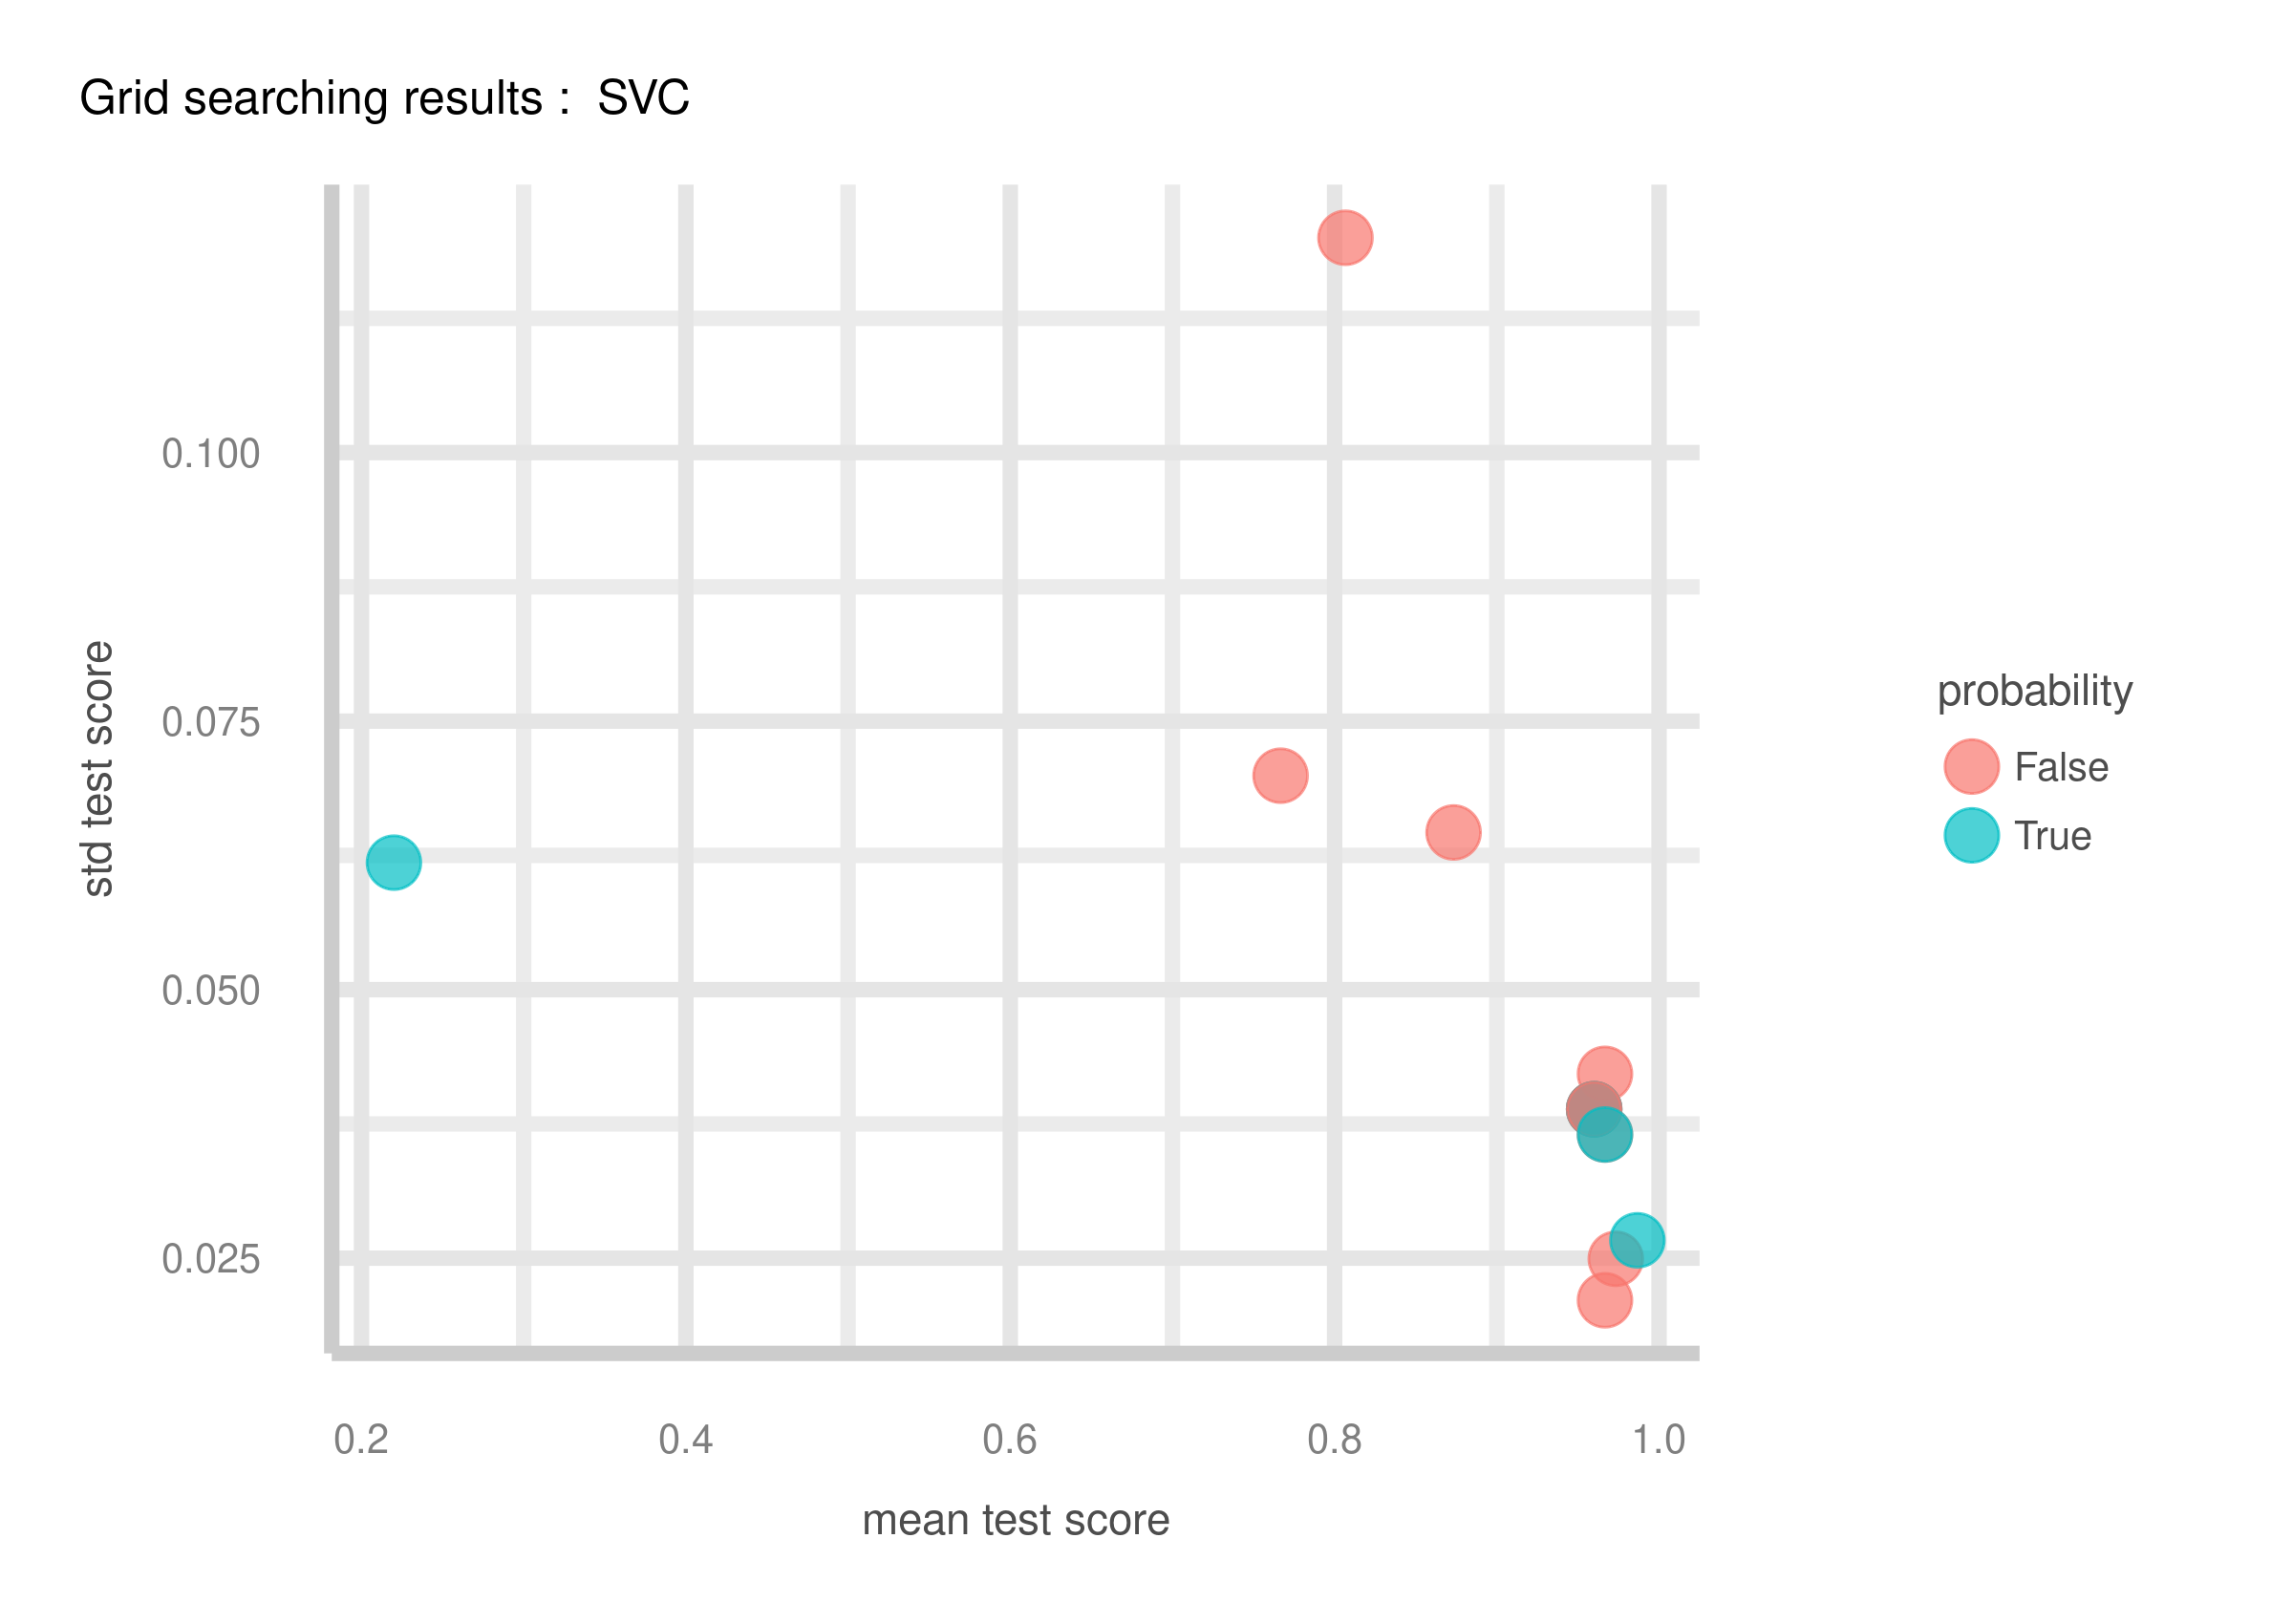 Grid searching results :  SVC
0.100
0.075
0.050
0.025
std test score
0.2
0.4
0.6
0.8
1.0
mean test score
probability
False
True